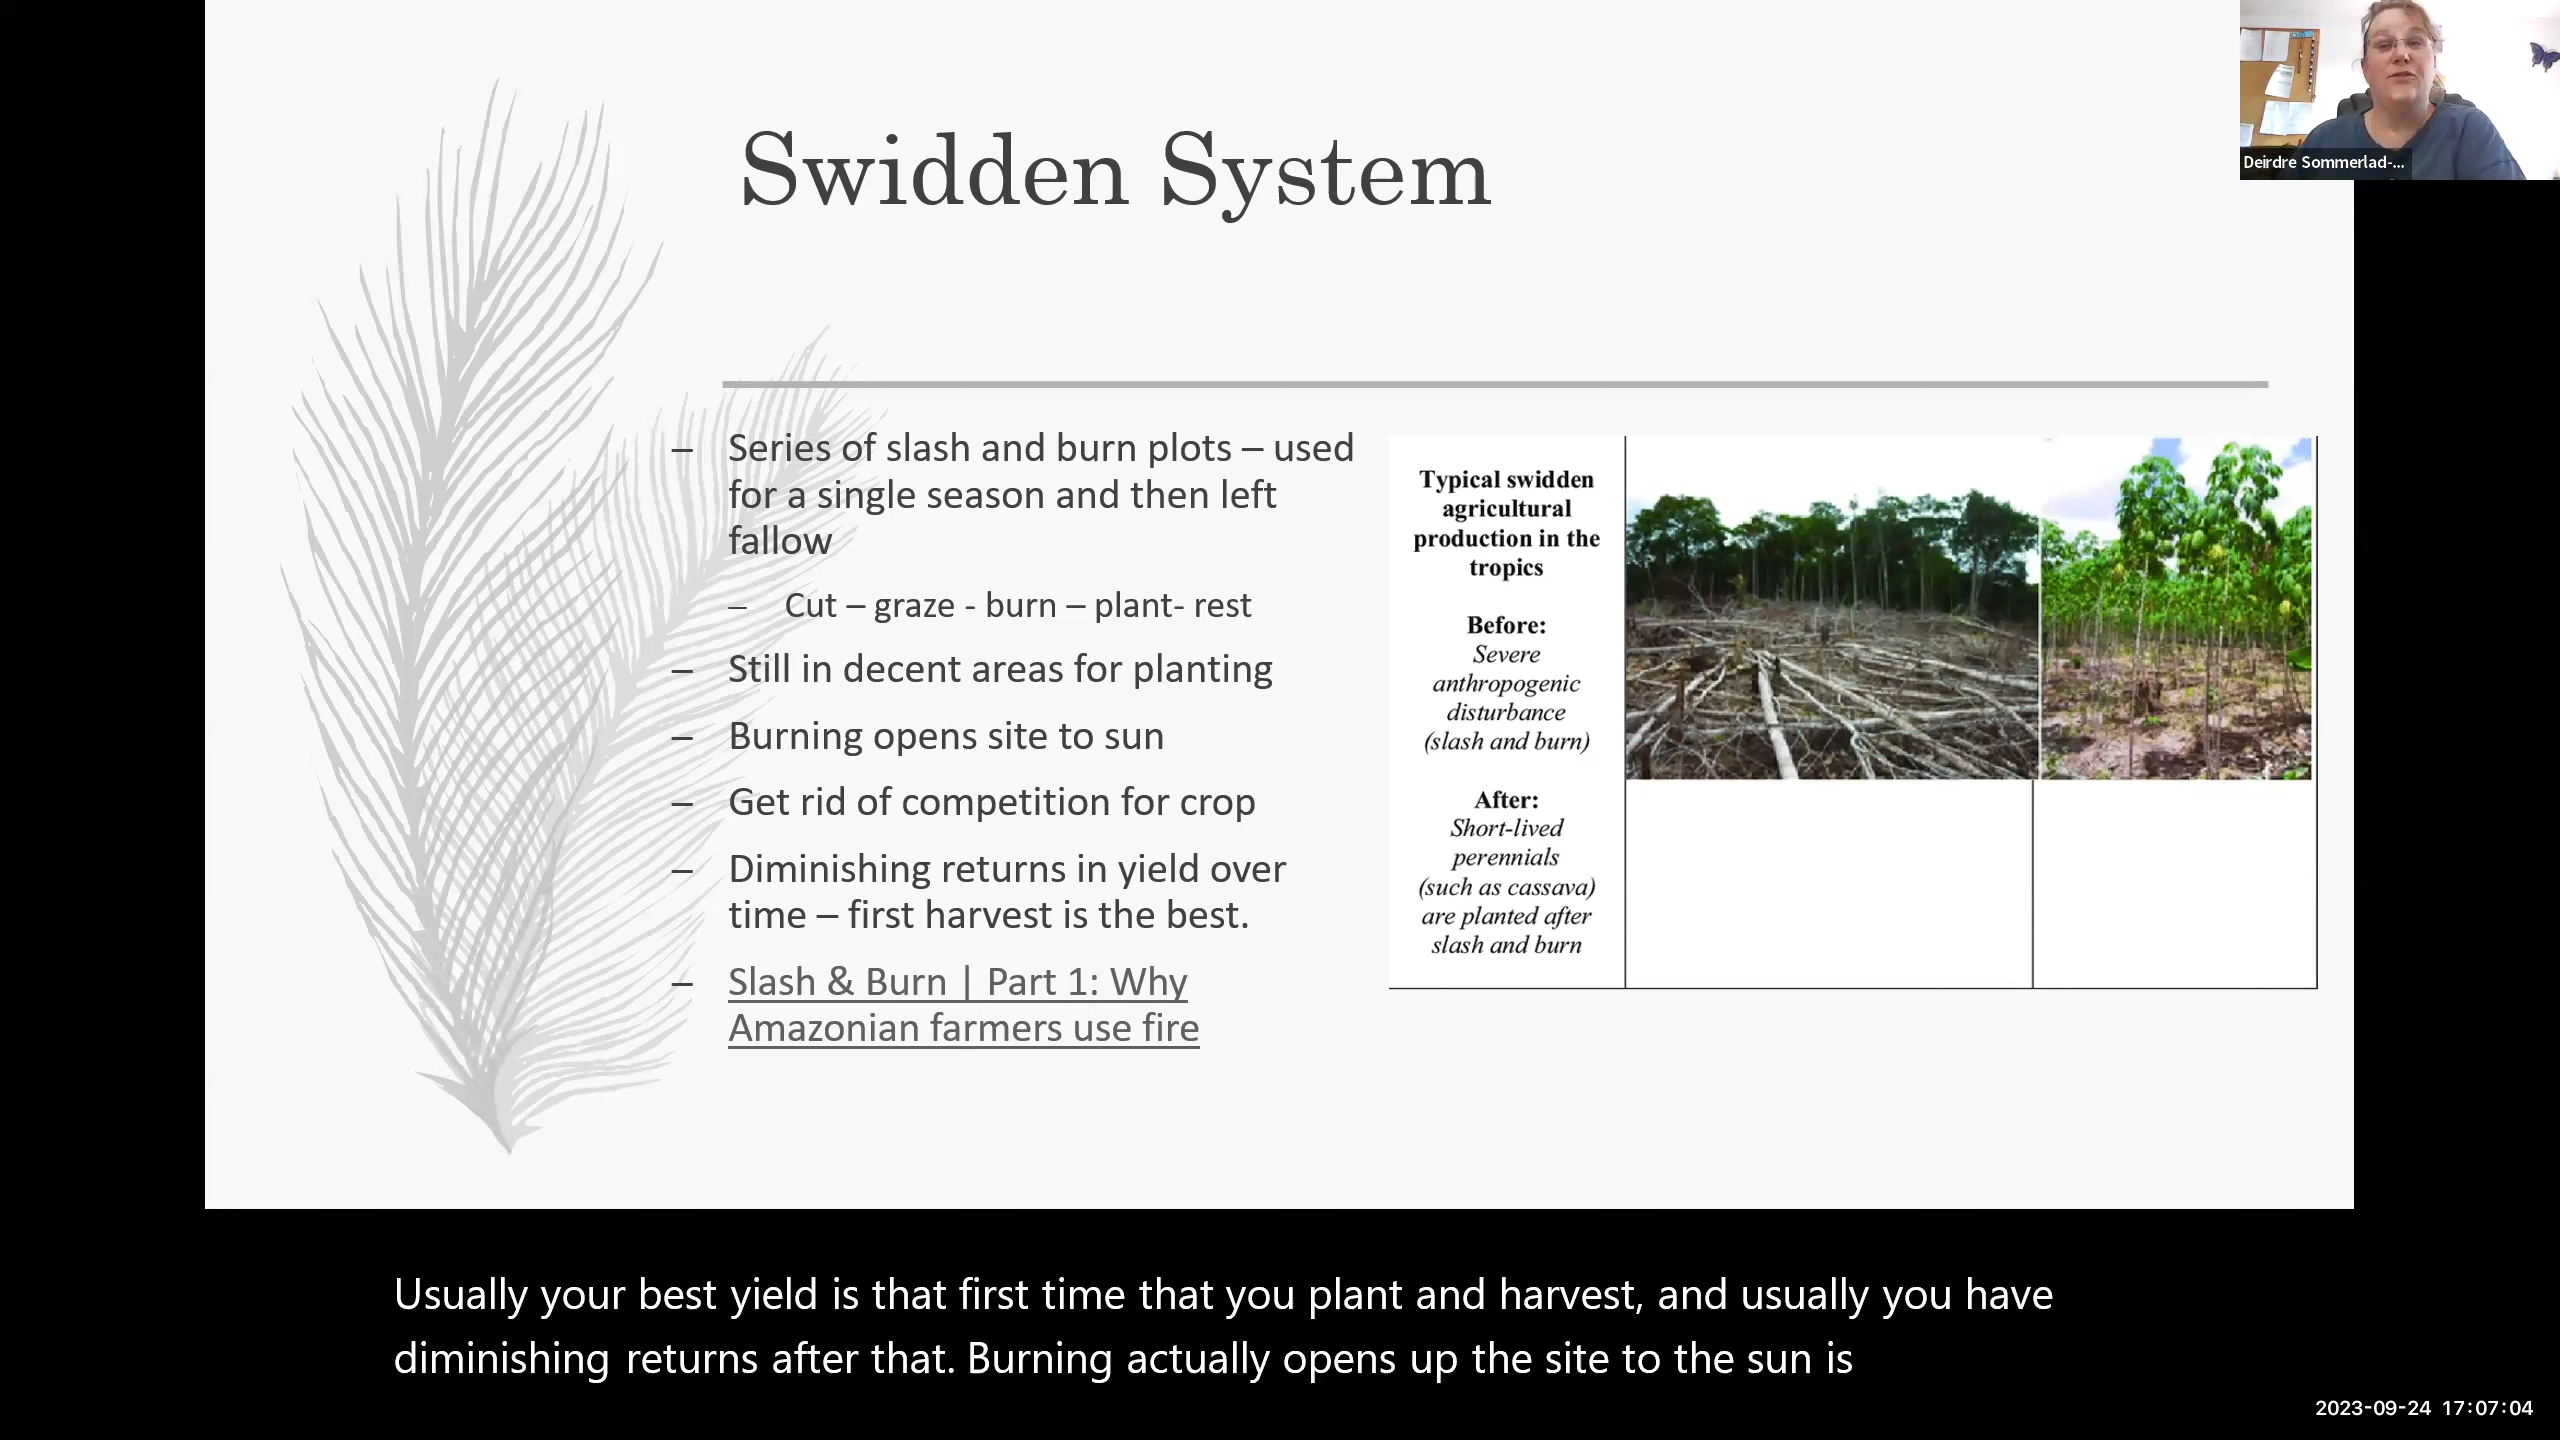 Swidden System
– Series of slash and burn plots – used
for a single season and then left
fallow
– Cut – graze - burn – plant- rest
– Still in decent areas for planting
– Burning opens site to sun
– Get rid of competition for crop
– Diminishing returns in yield over
time – first harvest is the best.
– Slash & Burn | Part 1: Why
Amazonian farmers use fire
Typical swidden
agricultural
production in the
tropics
Before:
Severe
anthropogenic
disturbance
(slash and burn)
After:
Short-lived
perennials
(such as cassava)
are planted after
slash and burn
Deirdre Sommerlad-...
Usually your best yield is that first time that you plant and harvest, and usually you have
diminishing returns after that. Burning actually opens up the site to the sun is
2023-09-24 17:07:04